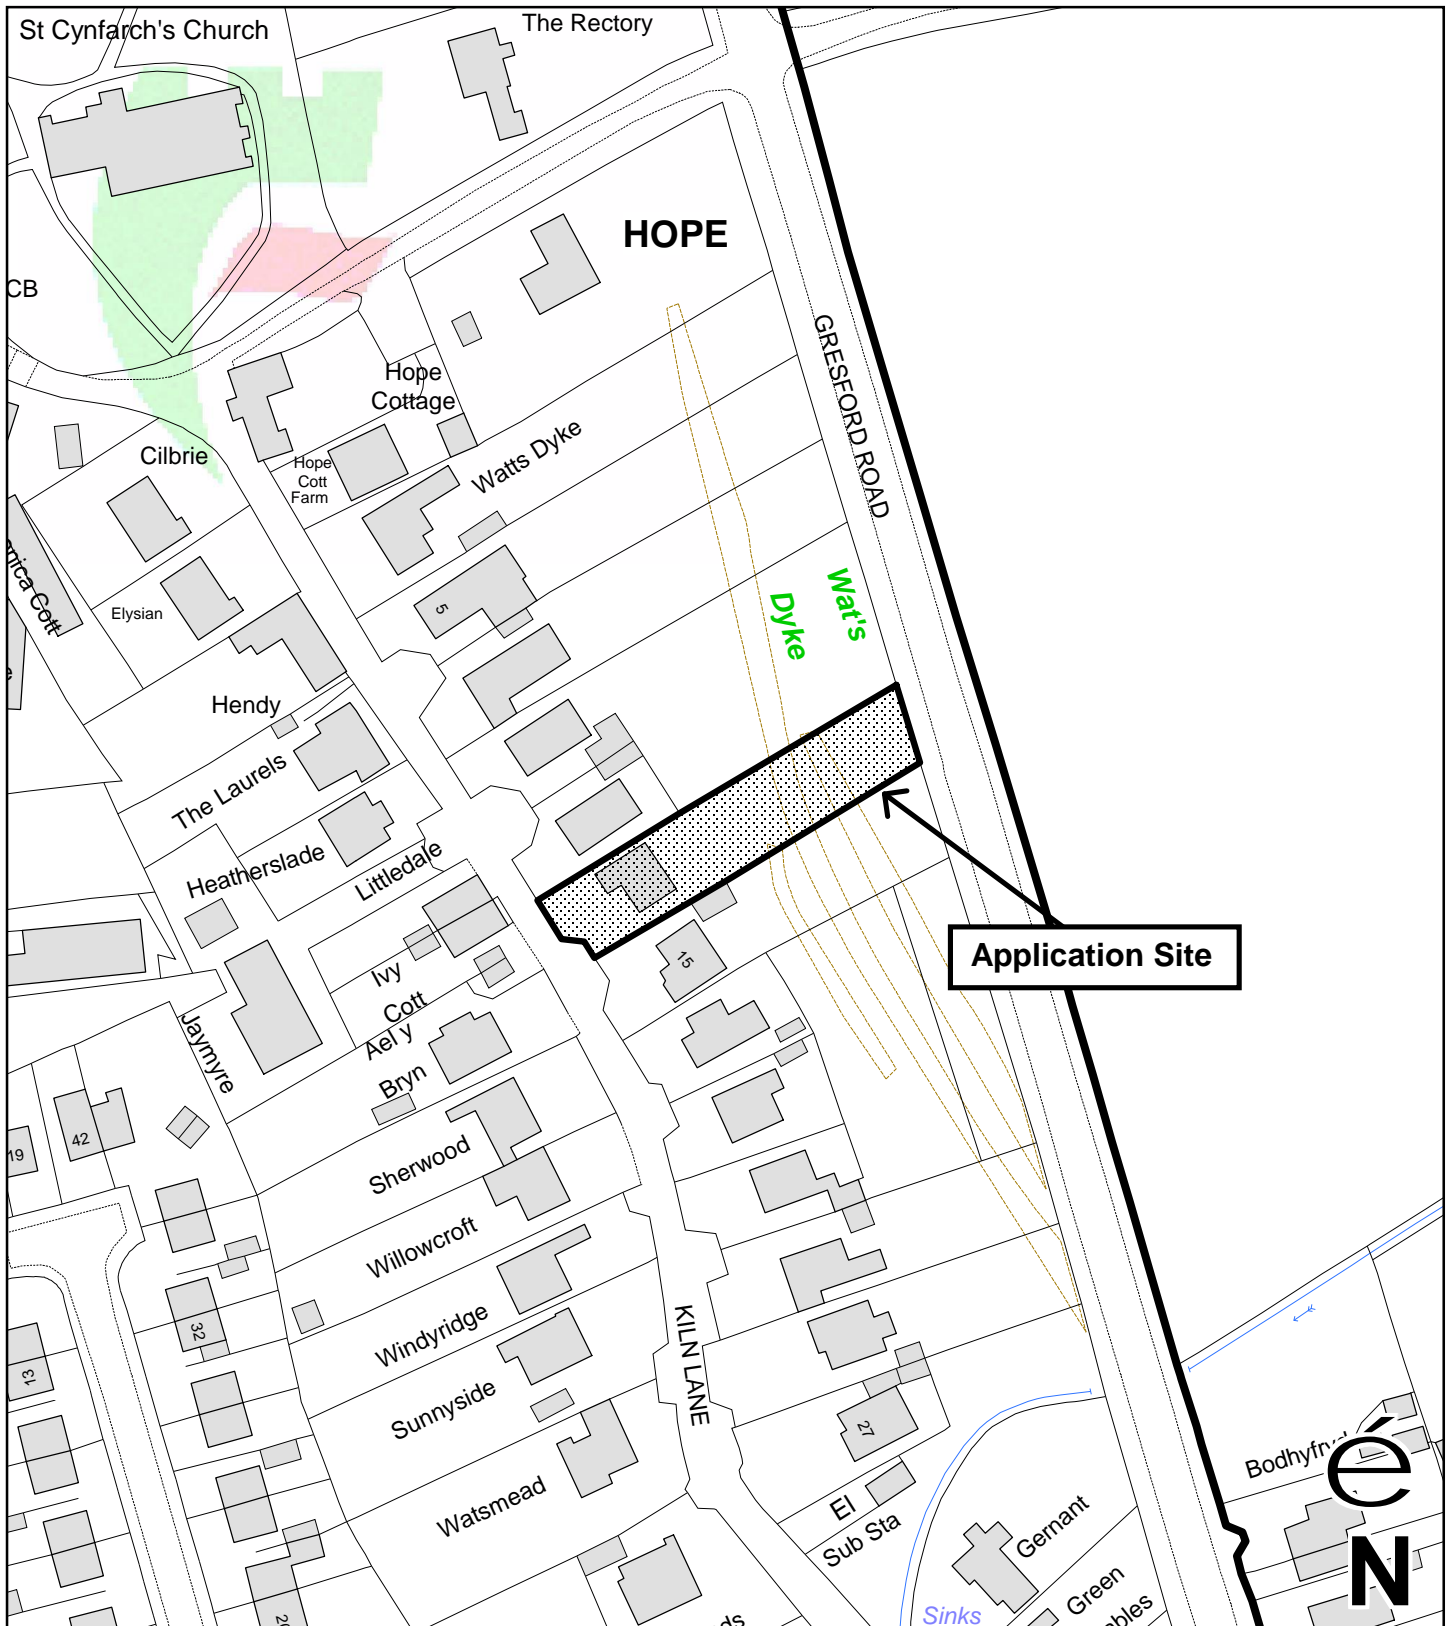 St Cynfarch's Church
The Rectory
HOPE
CB
GRESFORD ROAD
Hope
Cottage
Watts Dyke
Cilbrie
Hope
Cott
Farm
Elysian
5
Wat's
Dyke
Hendy
The Laurels
Heatherslade
Littledale
Application Site
15
Ivy
Cott
Jaymyre
Ael y
Bryn
42
19
Sherwood
Willowcroft
Windyridge
KILN LANE
32
13
Sunnyside
27
Bodhyfryd
Watsmead
El
Sub Sta
Gernant
Green
Sinks
é
N